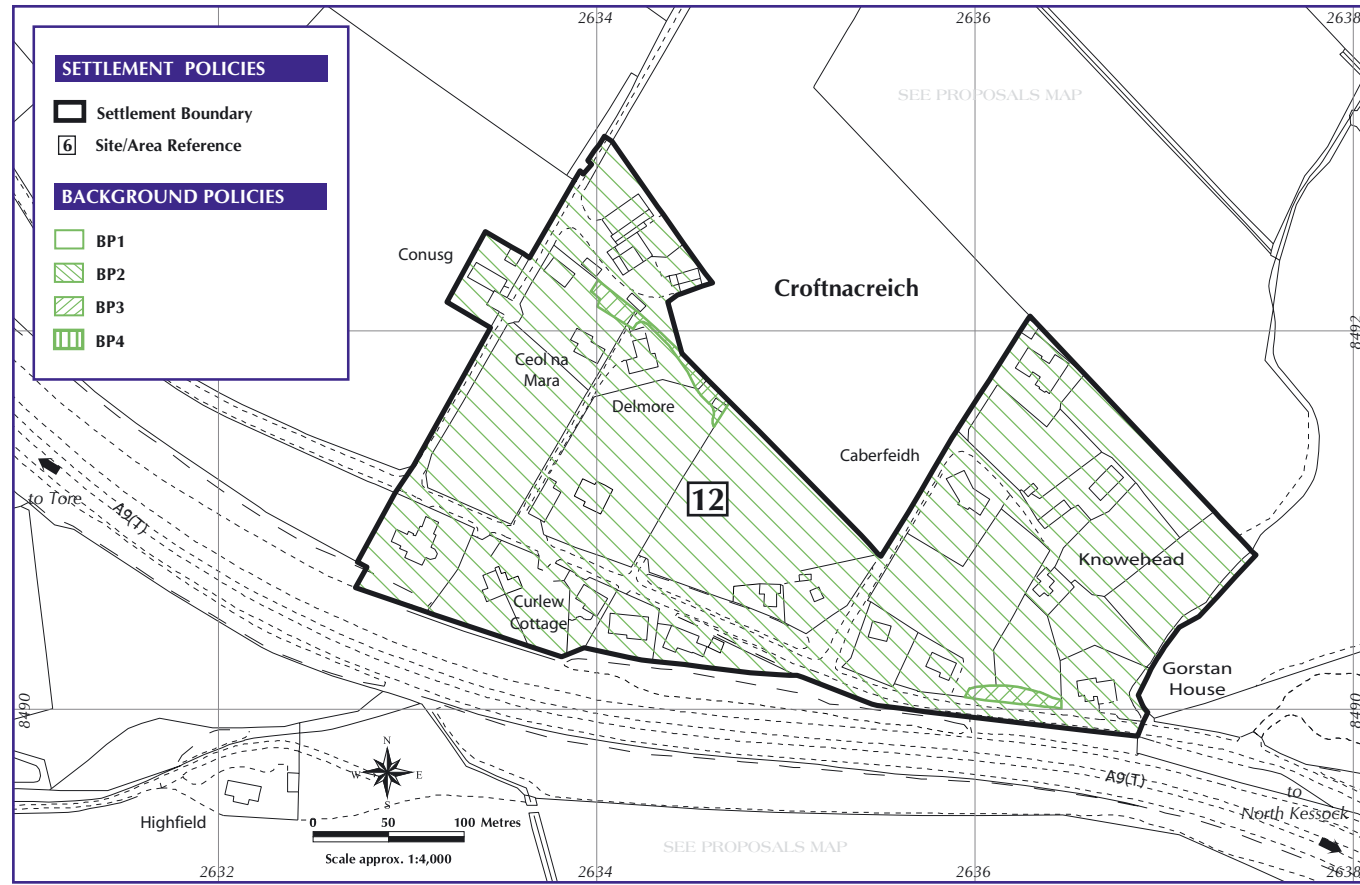 2634
2636
2638
SETTLEMENT POLICIES
Settlement Boundary
6 Site/Area Reference
BACKGROUND POLICIES
BP1
BP2
BP3
BP4
SEE PROPOSALS MAP
Conusg
Croftnacreich
8492
Ceol na
Mara
Delmore
Caberfeidh
to Tore
A9(T)
12
Knowehead
Curlew
Cottage
Gorstan
House
8490
8490
N
W E
S
A9(T)
to
North Kessock
Highfield
0 50 100 Metres
Scale approx. 1:4,000
SEE PROPOSALS MAP
2632
2634
2636
2638